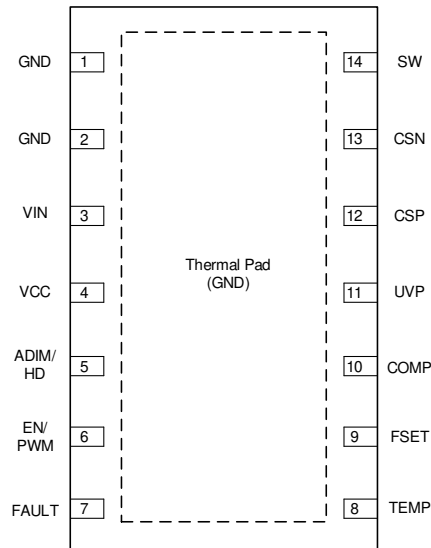 GND 1
GND 2
VIN 3
VCC 4
ADIM/
HD 5
EN/
PWM 6
FAULT 7
Thermal Pad
(GND)
14 SW
13 CSN
12 CSP
11 UVP
10 COMP
9 FSET
8 TEMP